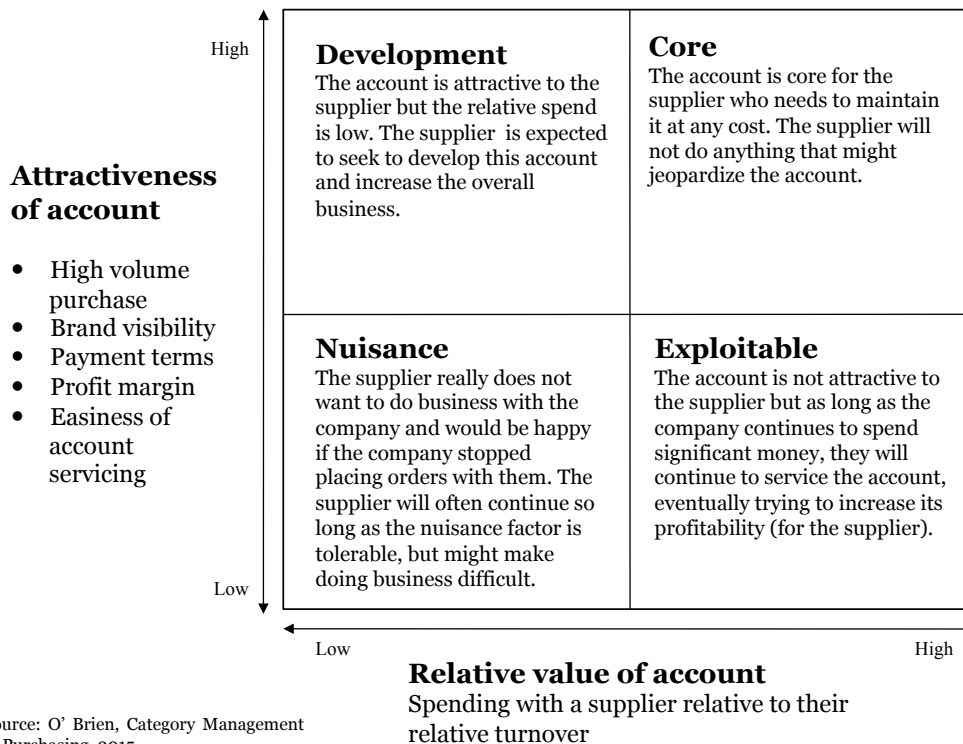 High
Development
The account is attractive to the
supplier but the relative spend
is low. The supplier is expected
to seek to develop this account
and increase the overall
business.
Core
The account is core for the
supplier who needs to maintain
it at any cost. The supplier will
not do anything that might
jeopardize the account.
Attractiveness
of account
• High volume
purchase
• Brand visibility
• Payment terms
• Profit margin
• Easiness of
account
servicing
Nuisance
The supplier really does not
want to do business with the
company and would be happy
if the company stopped
placing orders with them. The
supplier will often continue so
long as the nuisance factor is
tolerable, but might make
doing business difficult.
Exploitable
The account is not attractive to
the supplier but as long as the
company continues to spend
significant money, they will
continue to service the account,
eventually trying to increase its
profitability (for the supplier).
Low
Low
High
Relative value of account
Spending with a supplier relative to their
relative turnover
ource: O’ Brien, Category Management
Purchasing, 2015